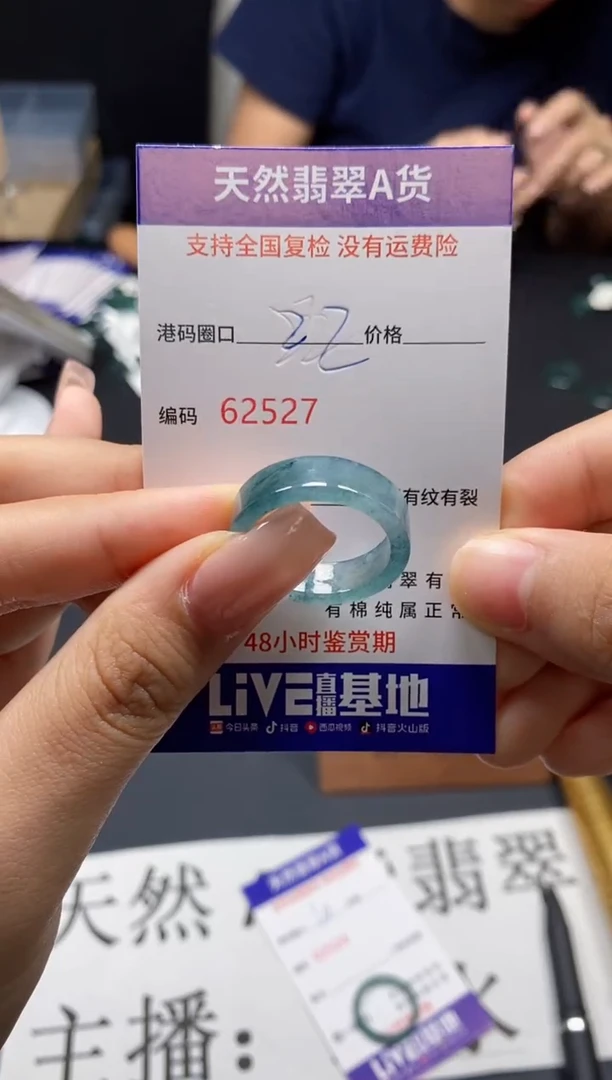 天然翡翠A货
支持全国复检 没有运费险
港码圈口 价格
编码 62527
有纹有裂
翠有
有棉纯属正常
48小时鉴赏期
LiVE直播基地
今日头条 抖音 西瓜视频 抖音火山版
天然 翡翠
主播：